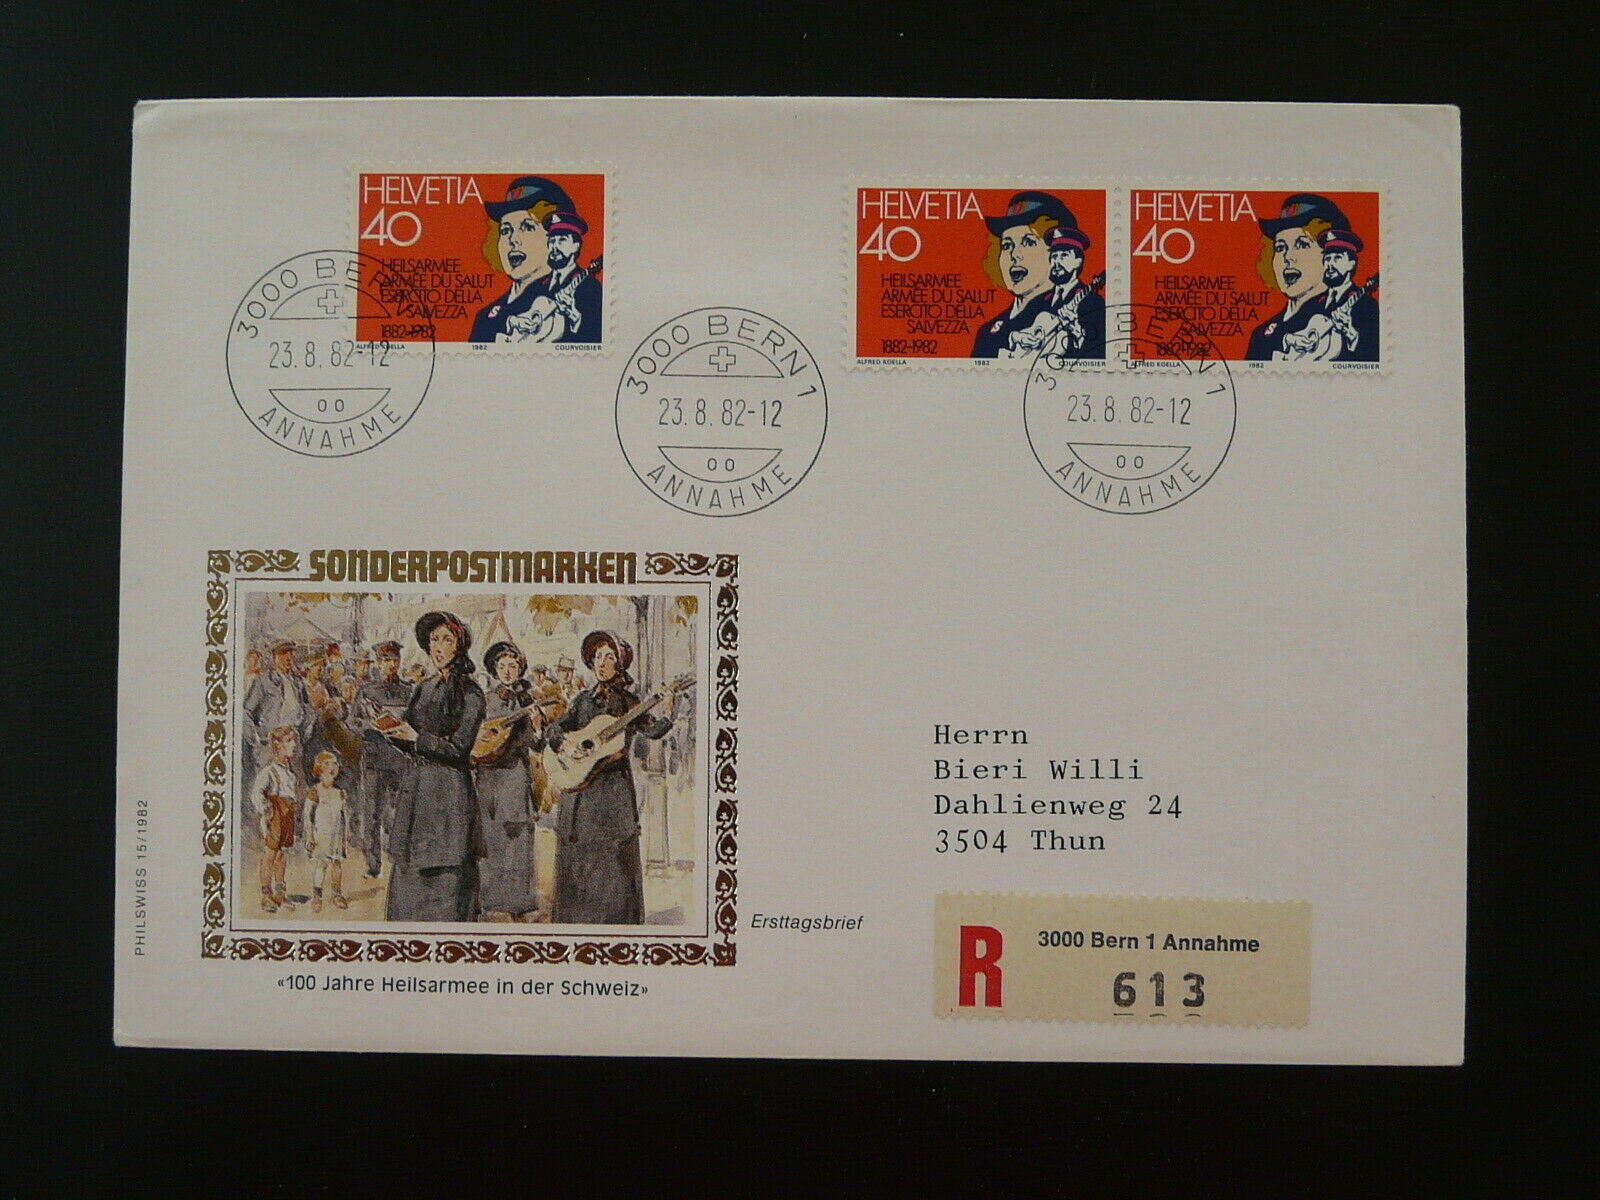 HELVETIA
40
HEILSARMEE
ARMÉE DU SALUT
ESERCITO DELLA
SALVEZZA
1882-1982
ALFRED KOELLA 1982 COURVOISIER
HELVETIA
40
HEILSARMEE
ARMÉE DU SALUT
ESERCITO DELLA
SALVEZZA
1882-1982
ALFRED KOELLA 1982 COURVOISIER
HELVETIA
40
HEILSARMEE
ARMÉE DU SALUT
ESERCITO DELLA
SALVEZZA
1882-1982
ALFRED KOELLA 1982 COURVOISIER
3000 BERN 1
23.8.82-12
00
ANNAHME
3000 BERN 1
23.8.82-12
00
ANNAHME
3000 BERN 1
23.8.82-12
00
ANNAHME
SONDERPOSTMARKEN
PHILSWISS 15/1982
Ersttagsbrief
«100 Jahre Heilsarmee in der Schweiz»
Herrn
Bieri Willi
Dahlienweg 24
3504 Thun
R 3000 Bern 1 Annahme
613